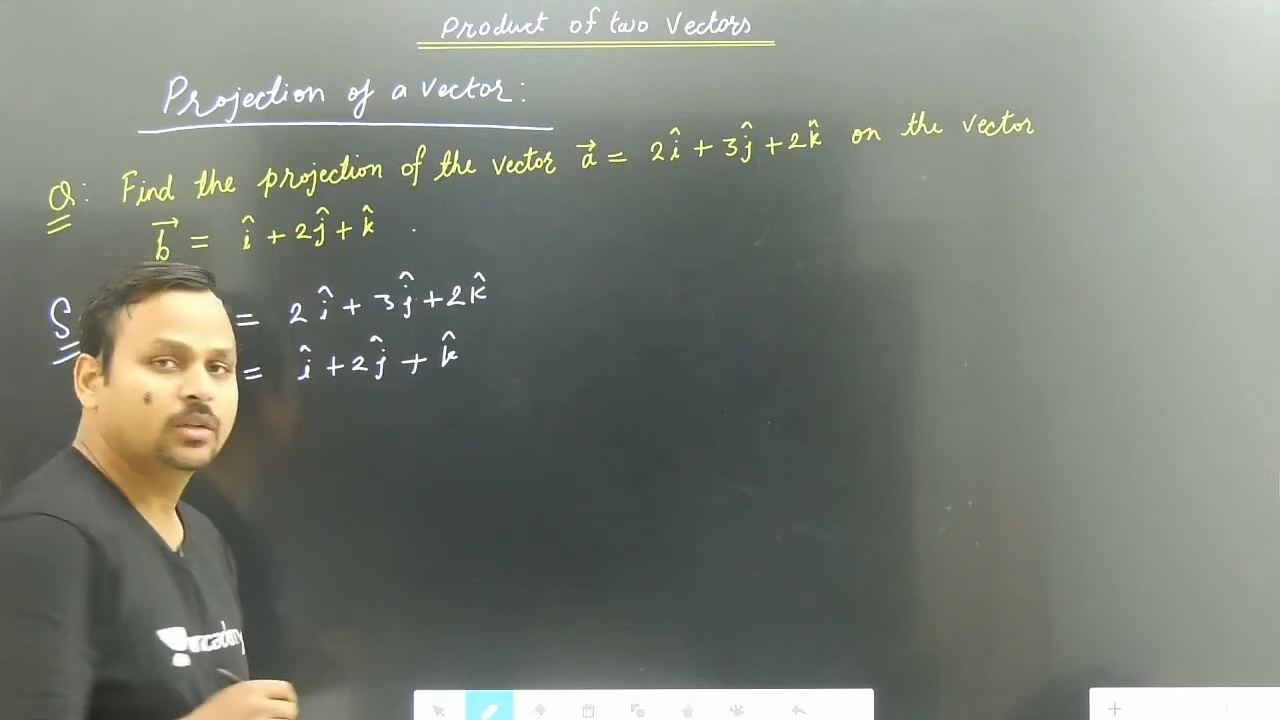 Product of two Vectors
Projection of a vector:
Q: Find the projection of the vector a⃗ = 2î + 3ĵ + 2k̂ on the vector
b⃗ = î + 2ĵ + k̂ .
S = 2î + 3ĵ + 2k̂
= î + 2ĵ + k̂